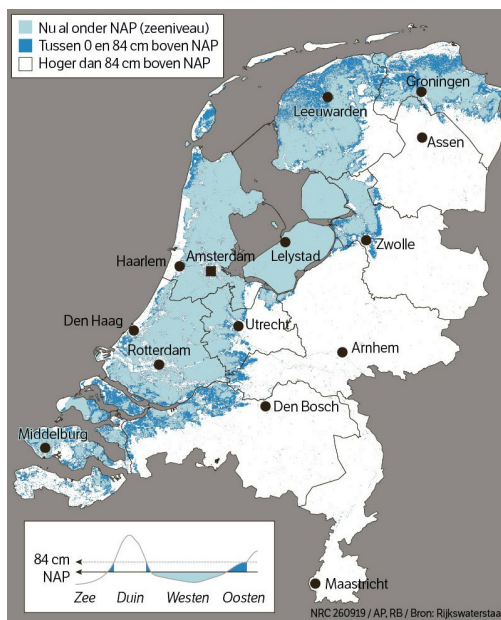 Nu al onder NAP (zeeniveau)
Tussen 0 en 84 cm boven NAP
Hoger dan 84 cm boven NAP
Groningen
Leeuwarden
Assen
Zwolle
Lelystad
Amsterdam
Haarlem
Den Haag
Utrecht
Rotterdam
Arnhem
Den Bosch
Middelburg
84 cm
NAP
Zee Duin Westen Oosten
Maastricht
NRC 260919 / AP, RB / Bron: Rijkswaterstaa